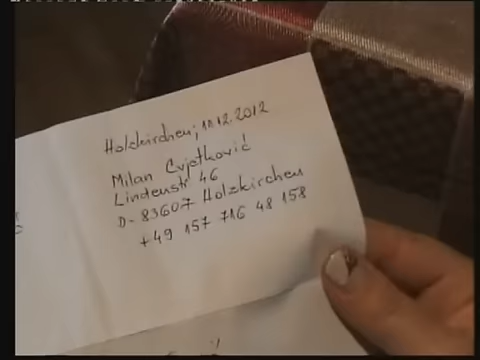 Holzkirchen, 10.12.2012
Milan Cvjetković
Lindenstr 46
D-83607 Holzkirchen
+49 157 716 48 158